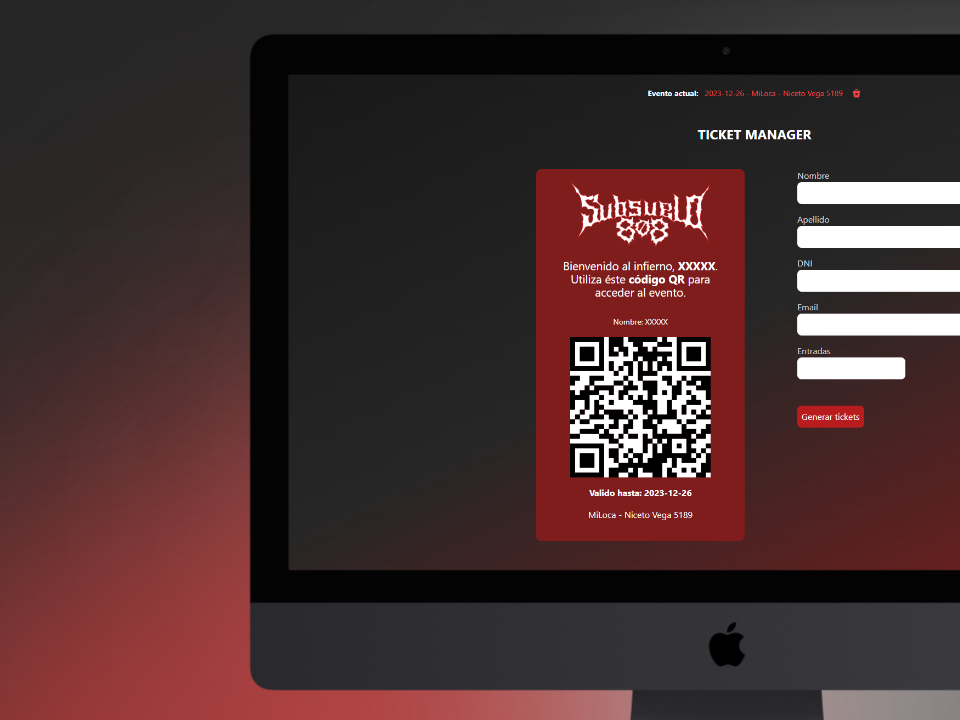 Evento actual: 2023-12-26 - MiLoca - Niceto Vega 5189
TICKET MANAGER
Subsuelo
808
Bienvenido al infierno, XXXXX.
Utiliza éste código QR para
acceder al evento.
Nombre: XXXXX
Valido hasta: 2023-12-26
MiLoca - Niceto Vega 5189
Nombre
Apellido
DNI
Email
Entradas
Generar tickets